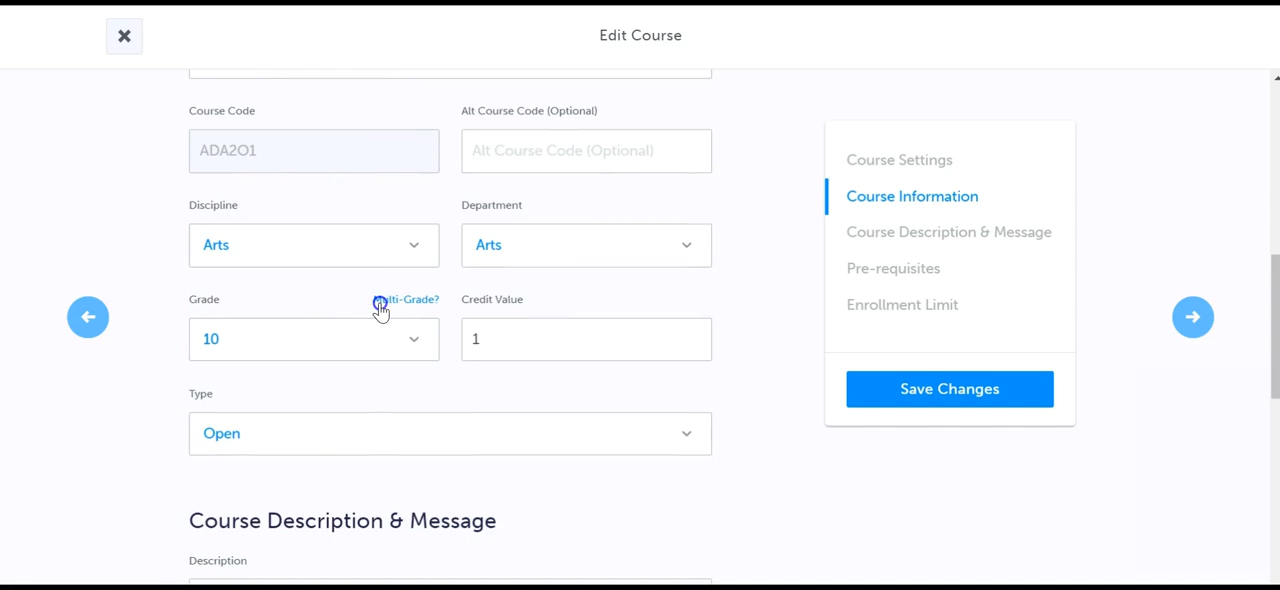 Edit Course
Course Code
Alt Course Code (Optional)
ADA2O1
Alt Course Code (Optional)
Discipline
Department
Arts
Arts
Grade
Multi-Grade?
Credit Value
10
1
Type
Open
Course Description & Message
Description
Course Settings
Course Information
Course Description & Message
Pre-requisites
Enrollment Limit
Save Changes